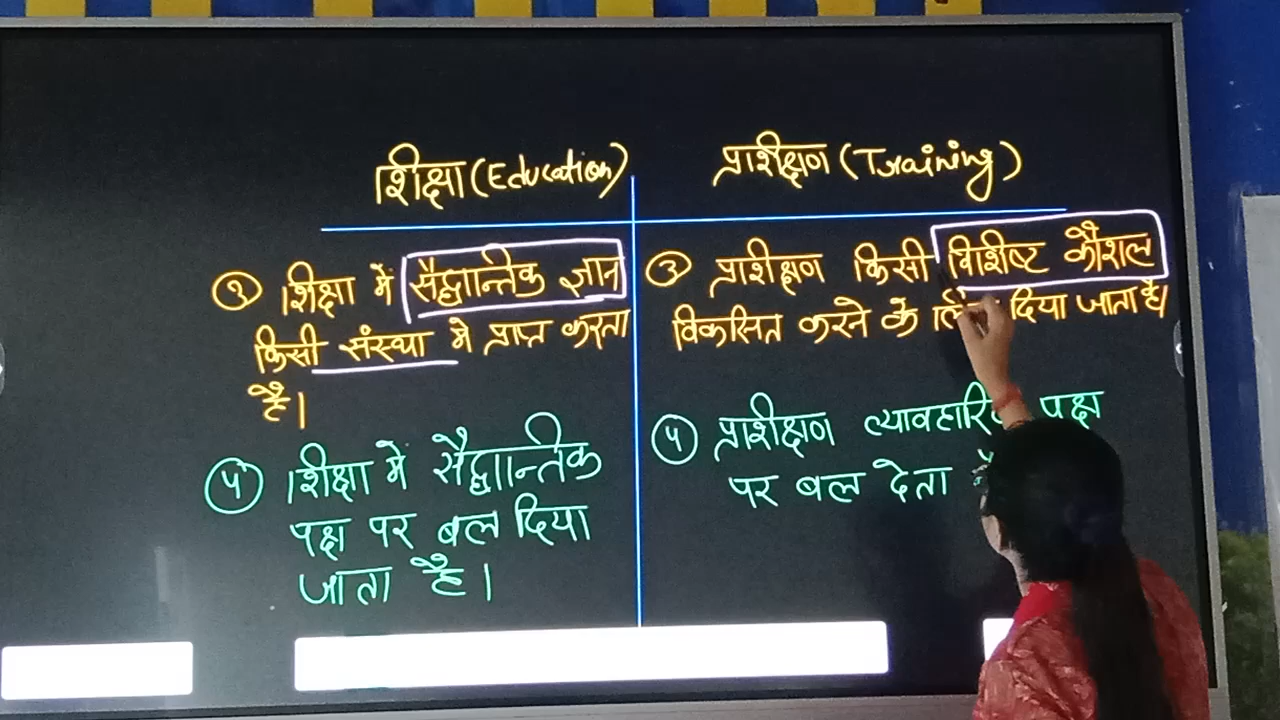 शिक्षा (Education)
प्रशिक्षण (Training)
③ शिक्षा में सैद्धान्तिक ज्ञान
किसी संस्था मे प्राप्त करता
है।
④ शिक्षा में सैद्धान्तिक
पक्ष पर बल दिया
जाता है।
③ प्रशिक्षण किसी विशिष्ट कौशल
विकसित करने के दिया जाता है।
④ प्रशिक्षण पक्ष
पर बल देता